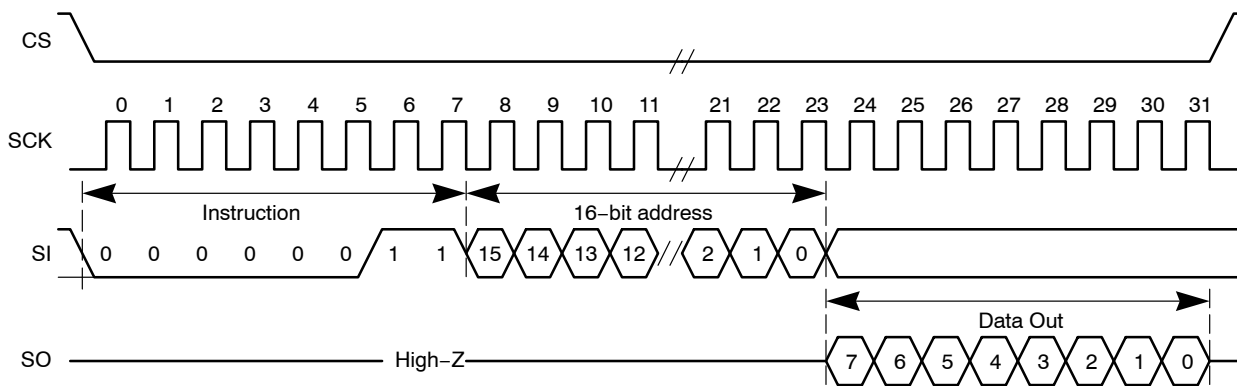 CS
0 1 2 3 4 5 6 7 8 9 10 11 21 22 23 24 25 26 27 28 29 30 31
SCK
Instruction 16−bit address
SI 0 0 0 0 0 0 1 1 15 14 13 12 2 1 0
Data Out
SO High−Z 7 6 5 4 3 2 1 0